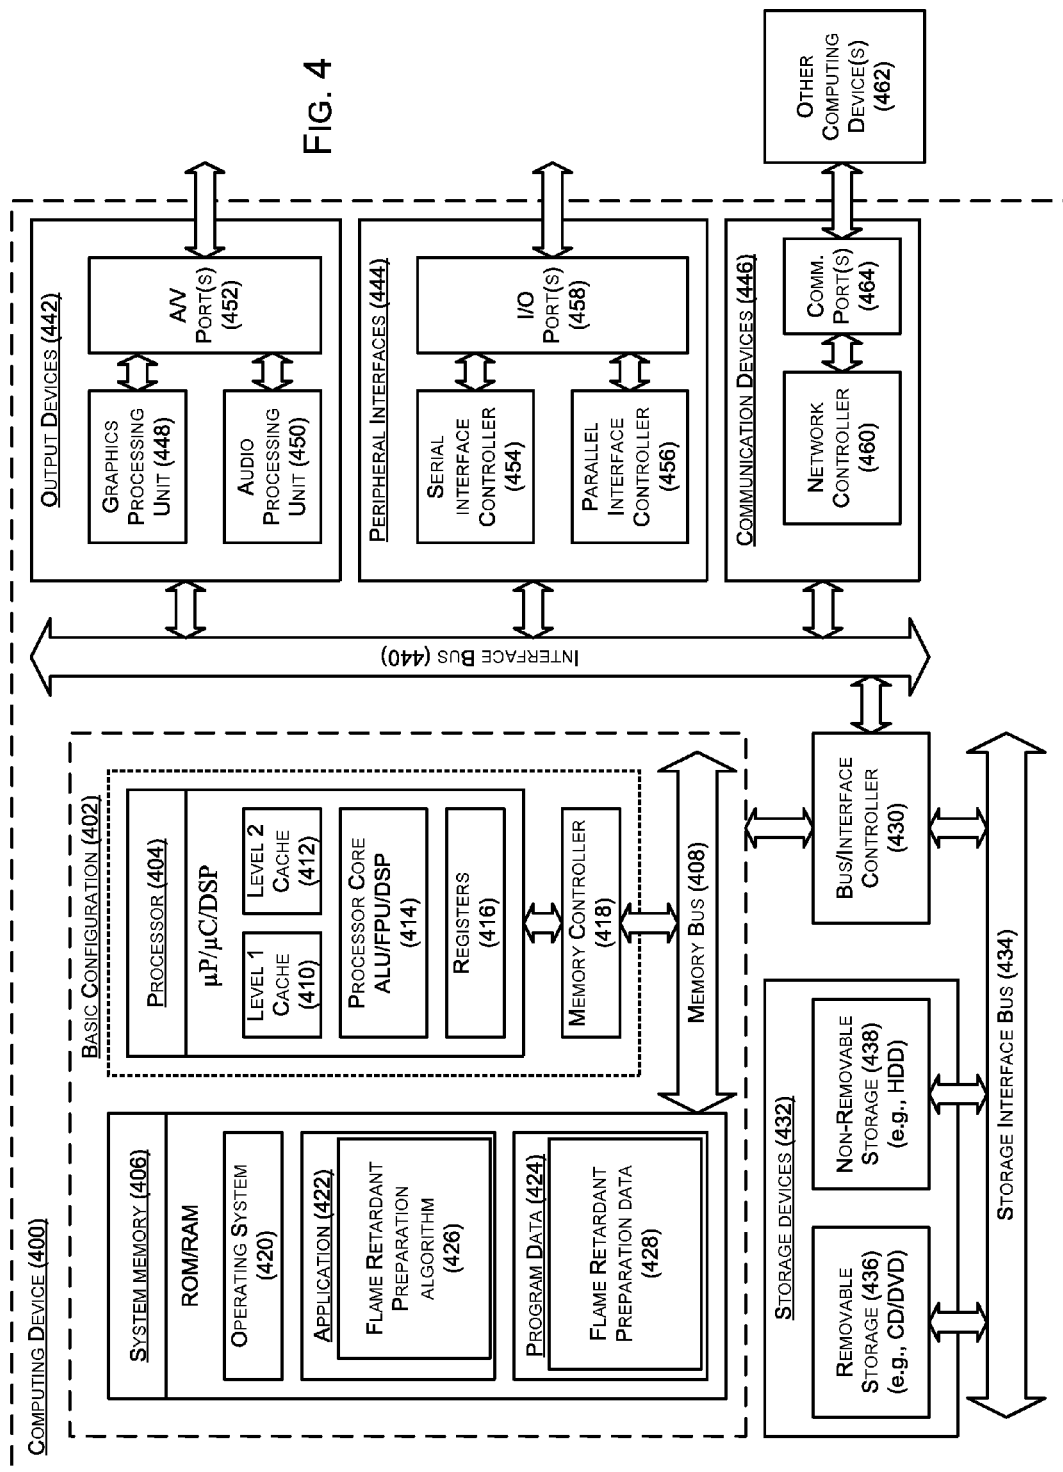 COMPUTING DEVICE (400)
BASIC CONFIGURATION (402)
SYSTEM MEMORY (406)
ROM/RAM
OPERATING SYSTEM
(420)
APPLICATION (422)
FLAME RETARDANT
PREPARATION
ALGORITHM
(426)
PROGRAM DATA (424)
FLAME RETARDANT
PREPARATION DATA
(428)
PROCESSOR (404)
µP/µC/DSP
LEVEL 1
CACHE
(410)
LEVEL 2
CACHE
(412)
PROCESSOR CORE
ALU/FPU/DSP
(414)
REGISTERS
(416)
MEMORY CONTROLLER
(418)
MEMORY BUS (408)
STORAGE DEVICES (432)
REMOVABLE
STORAGE (436)
(e.g., CD/DVD)
NON-REMOVABLE
STORAGE (438)
(e.g., HDD)
BUS/INTERFACE
CONTROLLER
(430)
STORAGE INTERFACE BUS (434)
INTERFACE BUS (440)
OUTPUT DEVICES (442)
GRAPHICS
PROCESSING
UNIT (448)
AUDIO
PROCESSING
UNIT (450)
A/V
PORT(S)
(452)
PERIPHERAL INTERFACES (444)
SERIAL
INTERFACE
CONTROLLER
(454)
PARALLEL
INTERFACE
CONTROLLER
(456)
I/O
PORT(S)
(458)
COMMUNICATION DEVICES (446)
NETWORK
CONTROLLER
(460)
COMM.
PORT(S)
(464)
OTHER
COMPUTING
DEVICE(S)
(462)
FIG. 4